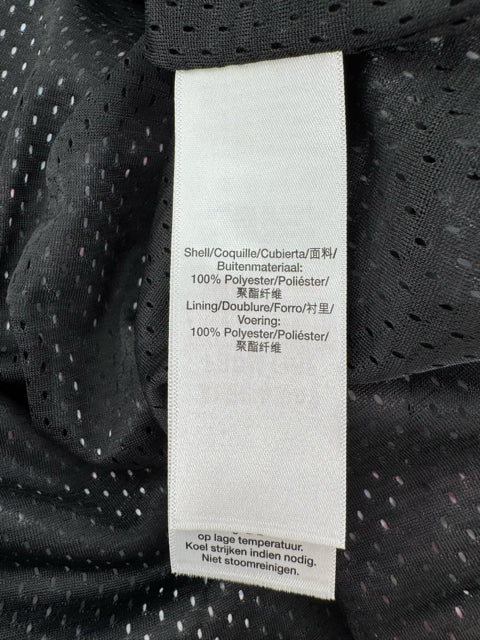 Shell/Coquille/Cubierta/面料/
Buitenmateriaal:
100% Polyester/Poliéster/
聚酯纤维
Lining/Doublure/Forro/衬里/
Voering:
100% Polyester/Poliéster/
聚酯纤维
op lage temperatuur.
Koel strijken indien nodig.
Niet stoomreinigen.